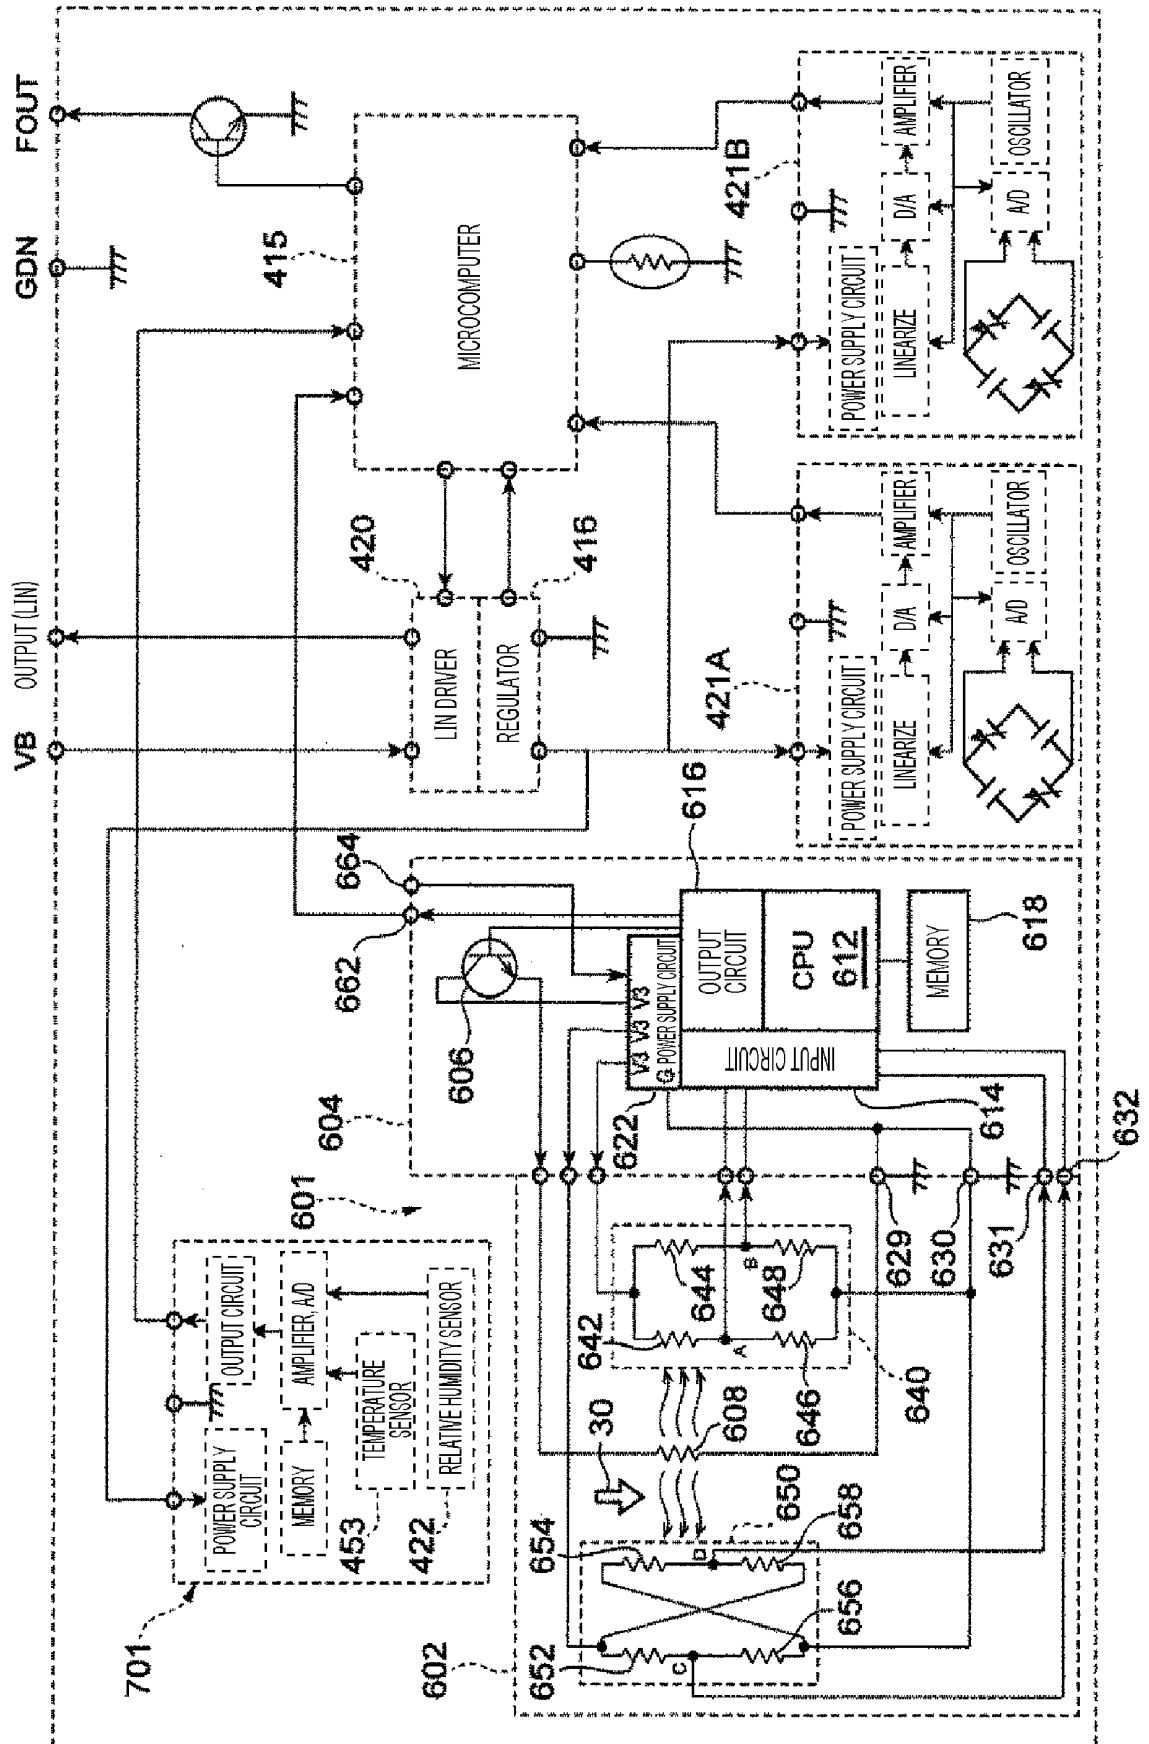 VB
OUTPUT (LIN)
GDN
FOUT
701
POWER SUPPLY
CIRCUIT
OUTPUT CIRCUIT
MEMORY
AMPLIFIER, A/D
TEMPERATURE
SENSOR
RELATIVE HUMIDITY SENSOR
453
422
601
604
606
662
664
420
LIN DRIVER
REGULATOR
416
415
MICROCOMPUTER
602
652
654
C
D
656
658
650
30
608
642
644
A
B
646
648
640
622
V3 V3 V3
G POWER SUPPLY CIRCUIT
OUTPUT
CIRCUIT
CPU
612
INPUT CIRCUIT
616
MEMORY
618
614
629
630
631
632
421A
POWER SUPPLY CIRCUIT
LINEARIZE
D/A
AMPLIFIER
A/D
OSCILLATOR
421B
POWER SUPPLY CIRCUIT
LINEARIZE
D/A
AMPLIFIER
A/D
OSCILLATOR